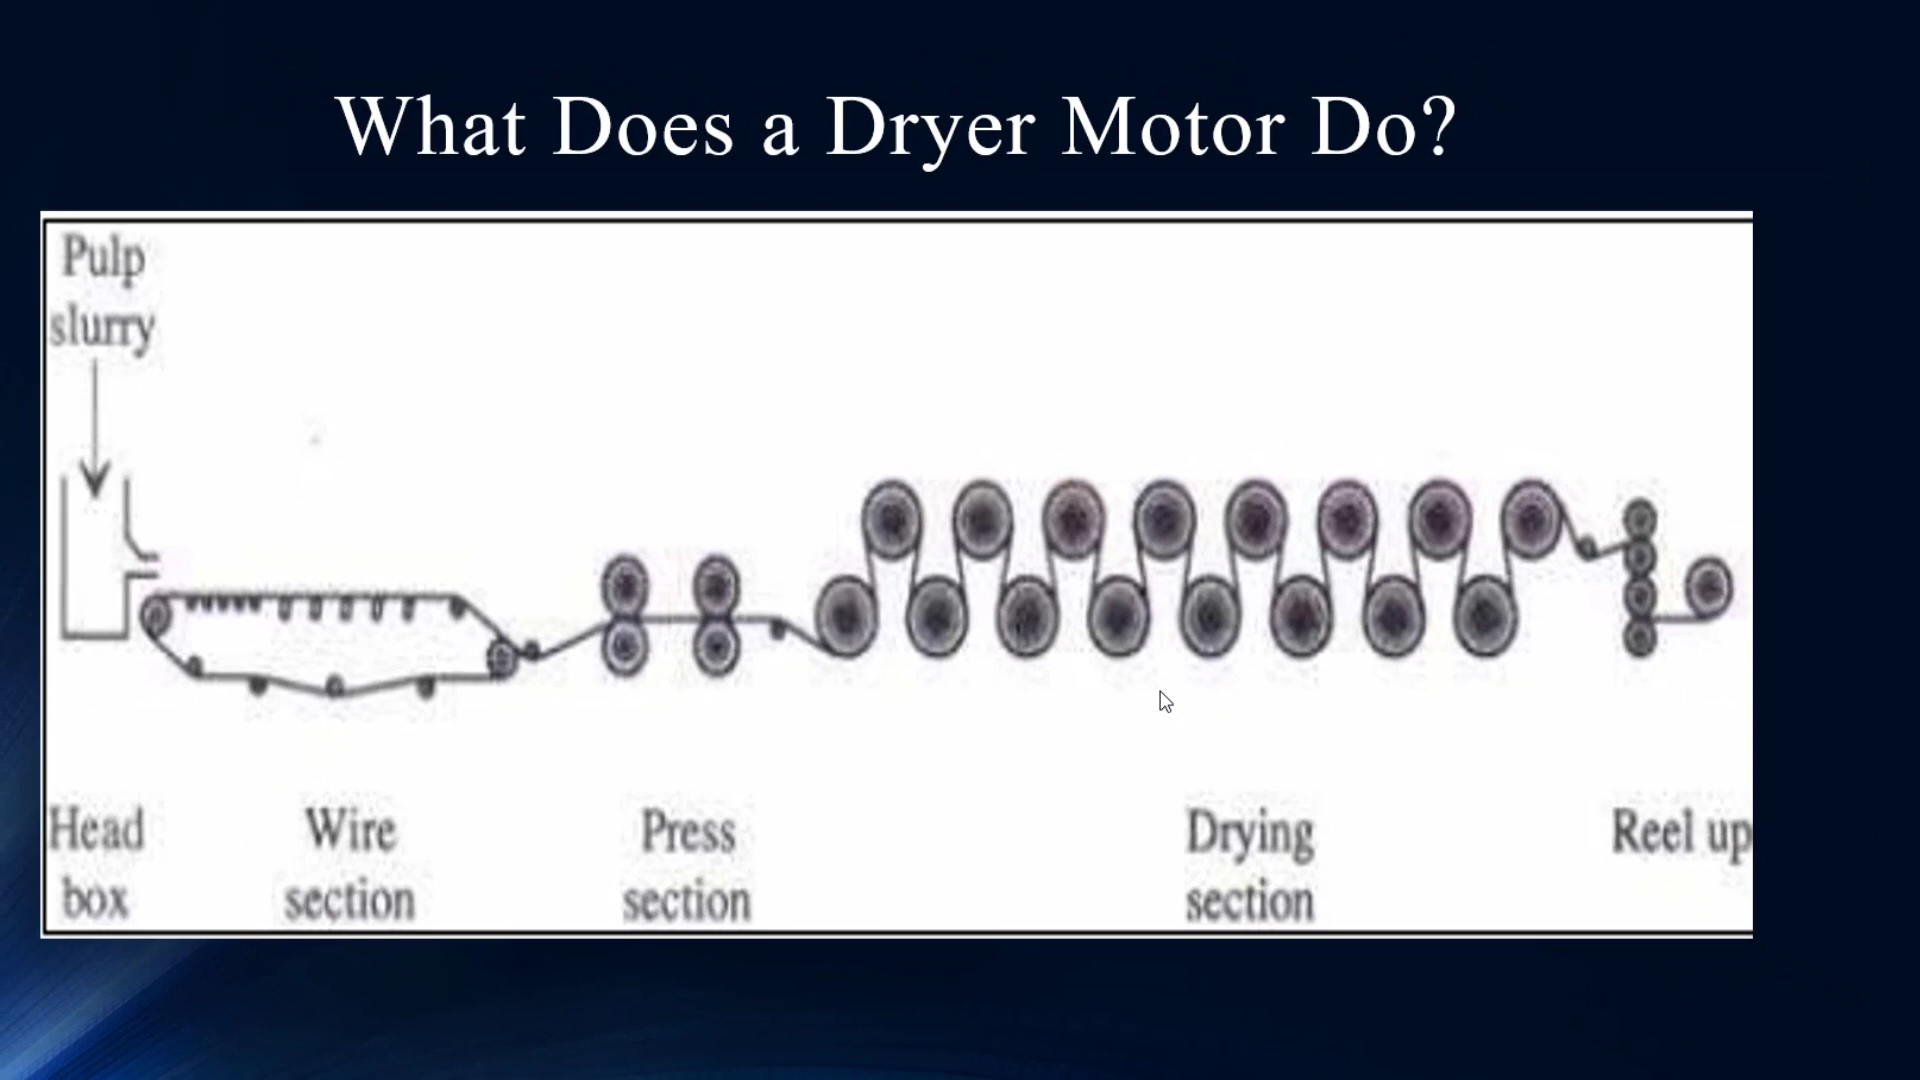 What Does a Dryer Motor Do?
Pulp
slurry
Head
box
Wire
section
Press
section
Drying
section
Reel up